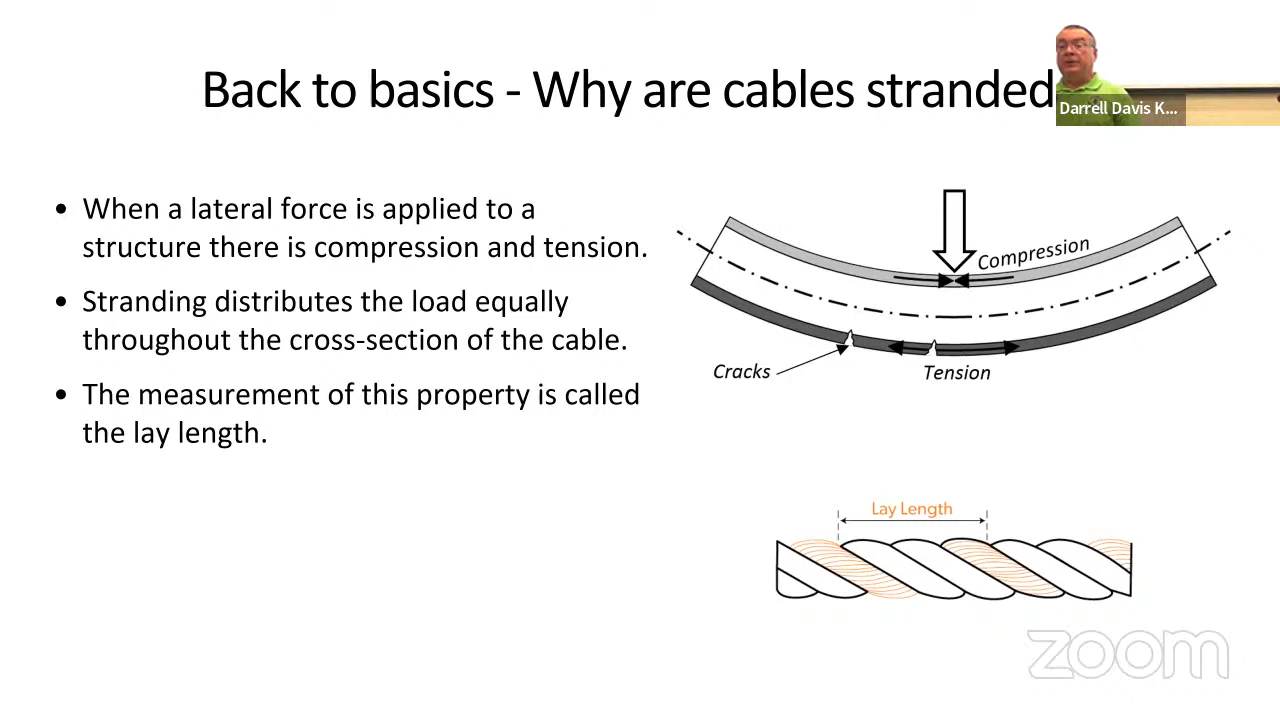 Back to basics - Why are cables stranded
Darrell Davis K...
• When a lateral force is applied to a
structure there is compression and tension.
• Stranding distributes the load equally
throughout the cross-section of the cable.
• The measurement of this property is called
the lay length.
Compression
Cracks
Tension
Lay Length
zoom